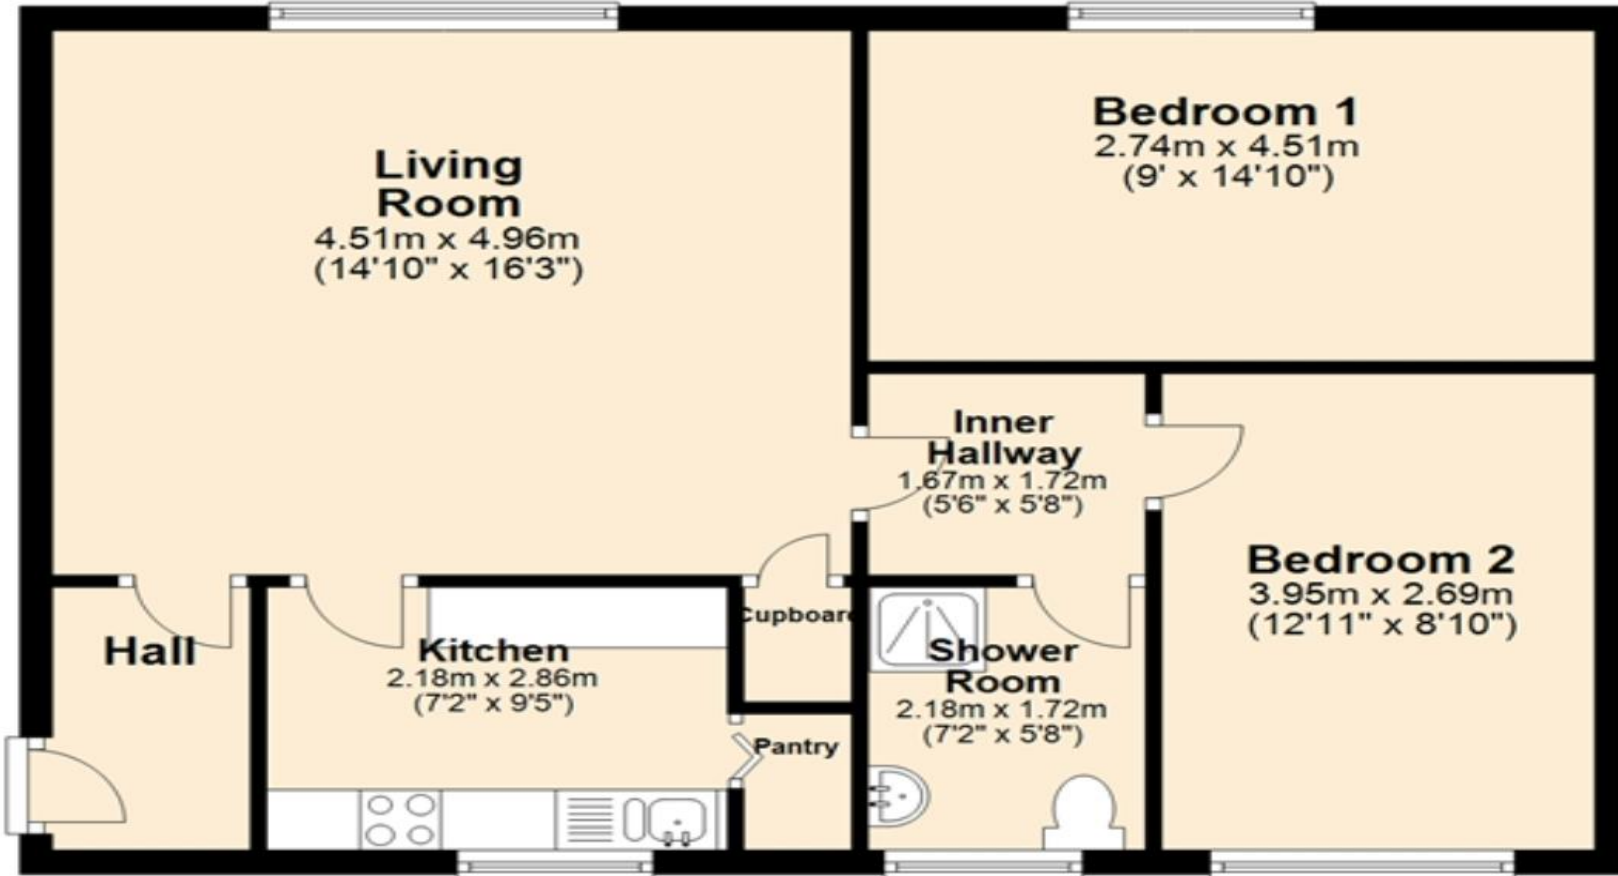 Living
Room
4.51m x 4.96m
(14'10" x 16'3")
Bedroom 1
2.74m x 4.51m
(9' x 14'10")
Inner
Hallway
1.67m x 1.72m
(5'6" x 5'8")
Bedroom 2
3.95m x 2.69m
(12'11" x 8'10")
Hall
Kitchen
2.18m x 2.86m
(7'2" x 9'5")
Cupboard
Shower
Room
2.18m x 1.72m
(7'2" x 5'8")
Pantry